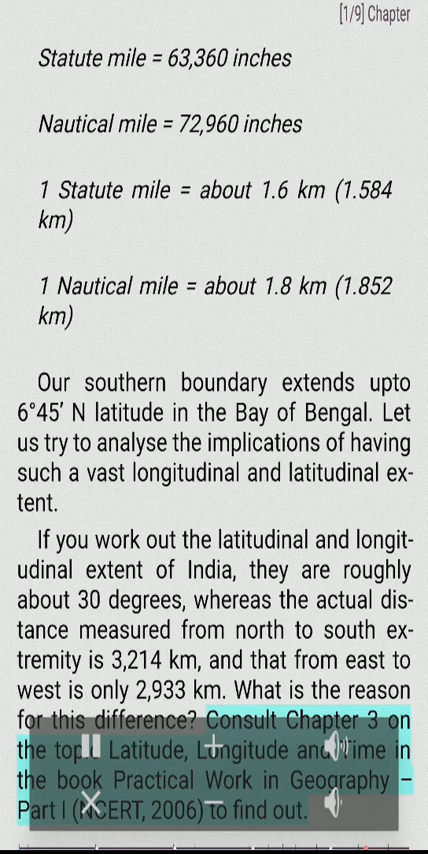 [1/9] Chapter
Statute mile = 63,360 inches
Nautical mile = 72,960 inches
1 Statute mile = about 1.6 km (1.584
km)
1 Nautical mile = about 1.8 km (1.852
km)
Our southern boundary extends upto
6°45′ N latitude in the Bay of Bengal. Let
us try to analyse the implications of having
such a vast longitudinal and latitudinal ex-
tent.
If you work out the latitudinal and longit-
udinal extent of India, they are roughly
about 30 degrees, whereas the actual dis-
tance measured from north to south ex-
tremity is 3,214 km, and that from east to
west is only 2,933 km. What is the reason
for this difference? Consult Chapter 3 on
the topic Latitude, Longitude and Time in
the book Practical Work in Geography –
Part I (NCERT, 2006) to find out.